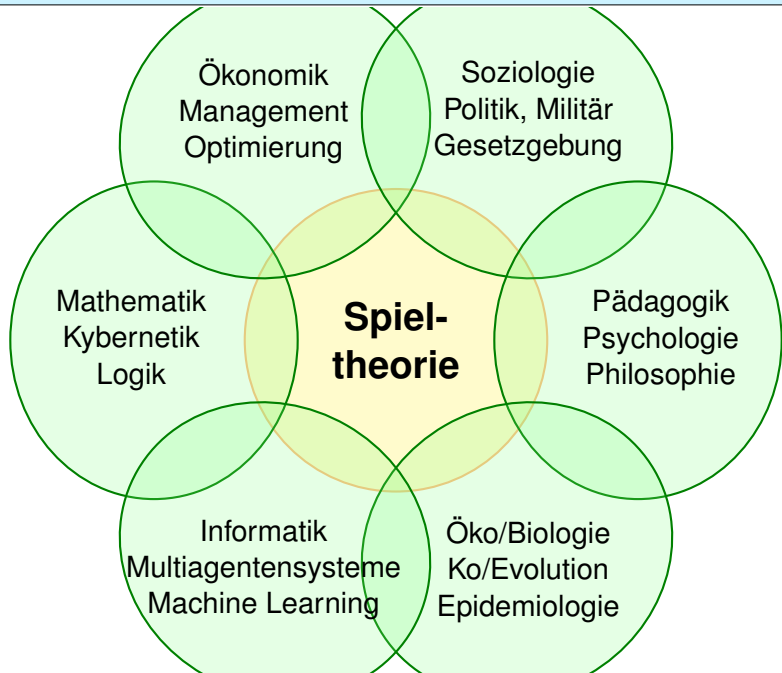 Ökonomik
Management
Optimierung
Soziologie
Politik, Militär
Gesetzgebung
Mathematik
Kybernetik
Logik
Spiel-
theorie
Pädagogik
Psychologie
Philosophie
Informatik
Multiagentensysteme
Machine Learning
Öko/Biologie
Ko/Evolution
Epidemiologie